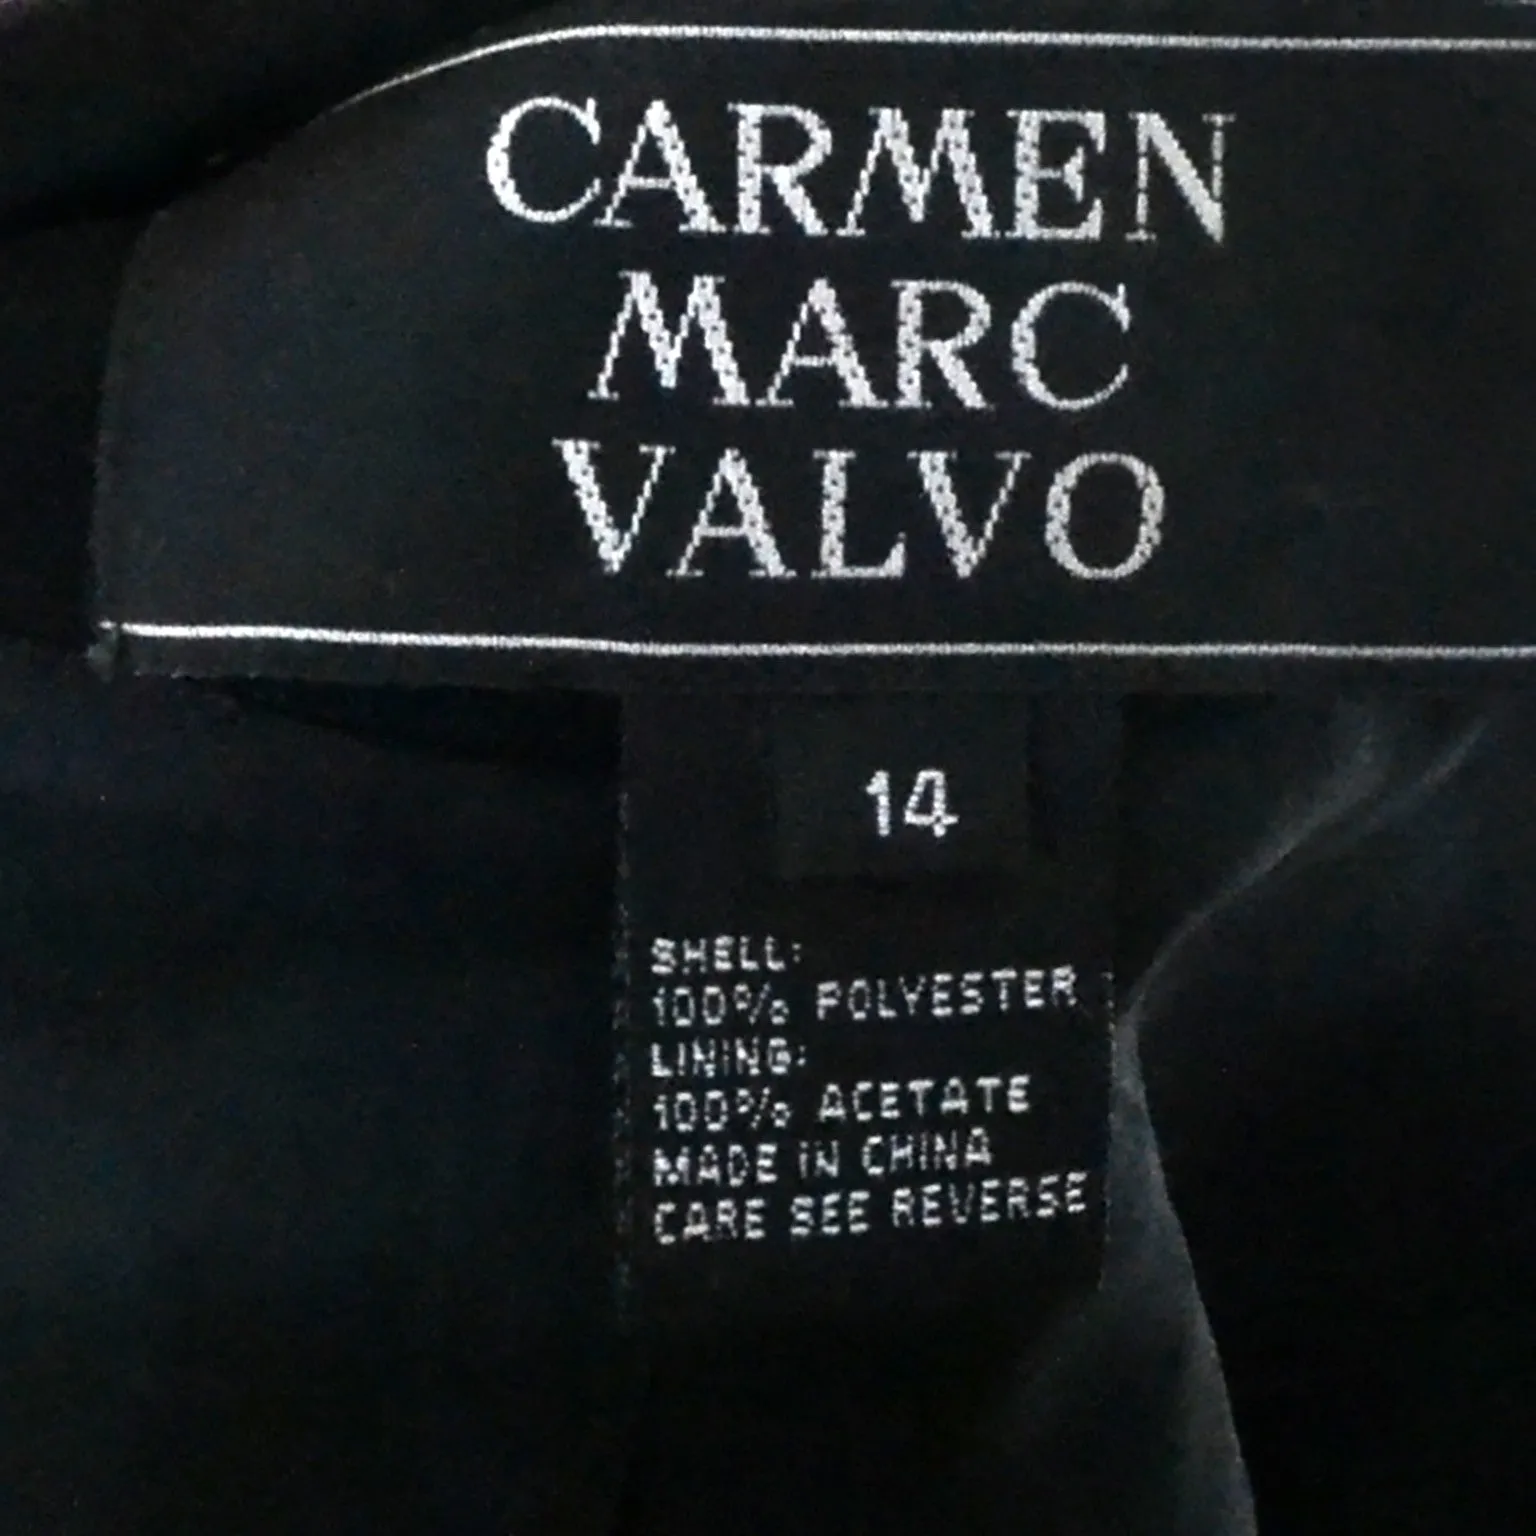 CARMEN
MARC
VALVO
14
SHELL:
100% POLYESTER
LINING:
100% ACETATE
MADE IN CHINA
CARE SEE REVERSE